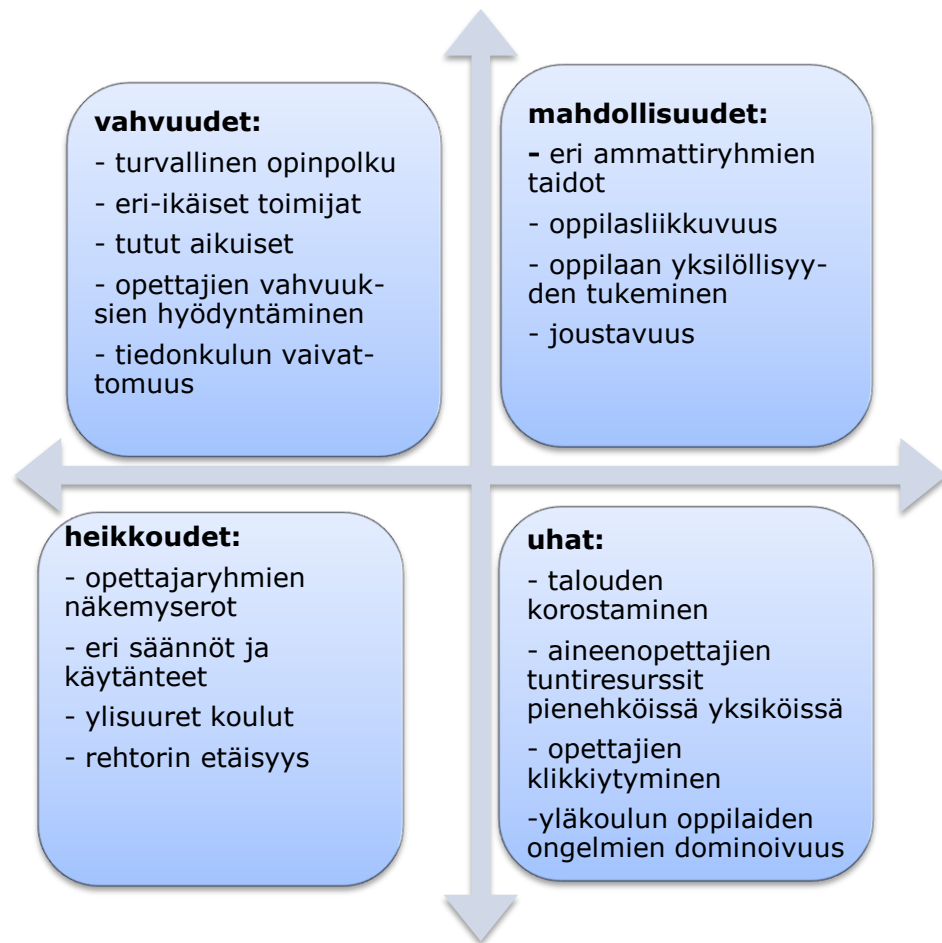 vahvuudet:
- turvallinen opinpolku
- eri-ikäiset toimijat
- tutut aikuiset
- opettajien vahvuuk-
sien hyödyntäminen
- tiedonkulun vaivat-
tomuus
mahdollisuudet:
- eri ammattiryhmien
taidot
- oppilasliikkuvuus
- oppilaan yksilöllisyy-
den tukeminen
- joustavuus
heikkoudet:
- opettajaryhmien
näkemyserot
- eri säännöt ja
käytänteet
- ylisuuret koulut
- rehtorin etäisyys
uhat:
- talouden
korostaminen
- aineenopettajien
tuntiresurssit
pienehköissä yksiköissä
- opettajien
klikkiytyminen
-yläkoulun oppilaiden
ongelmien dominoivuus